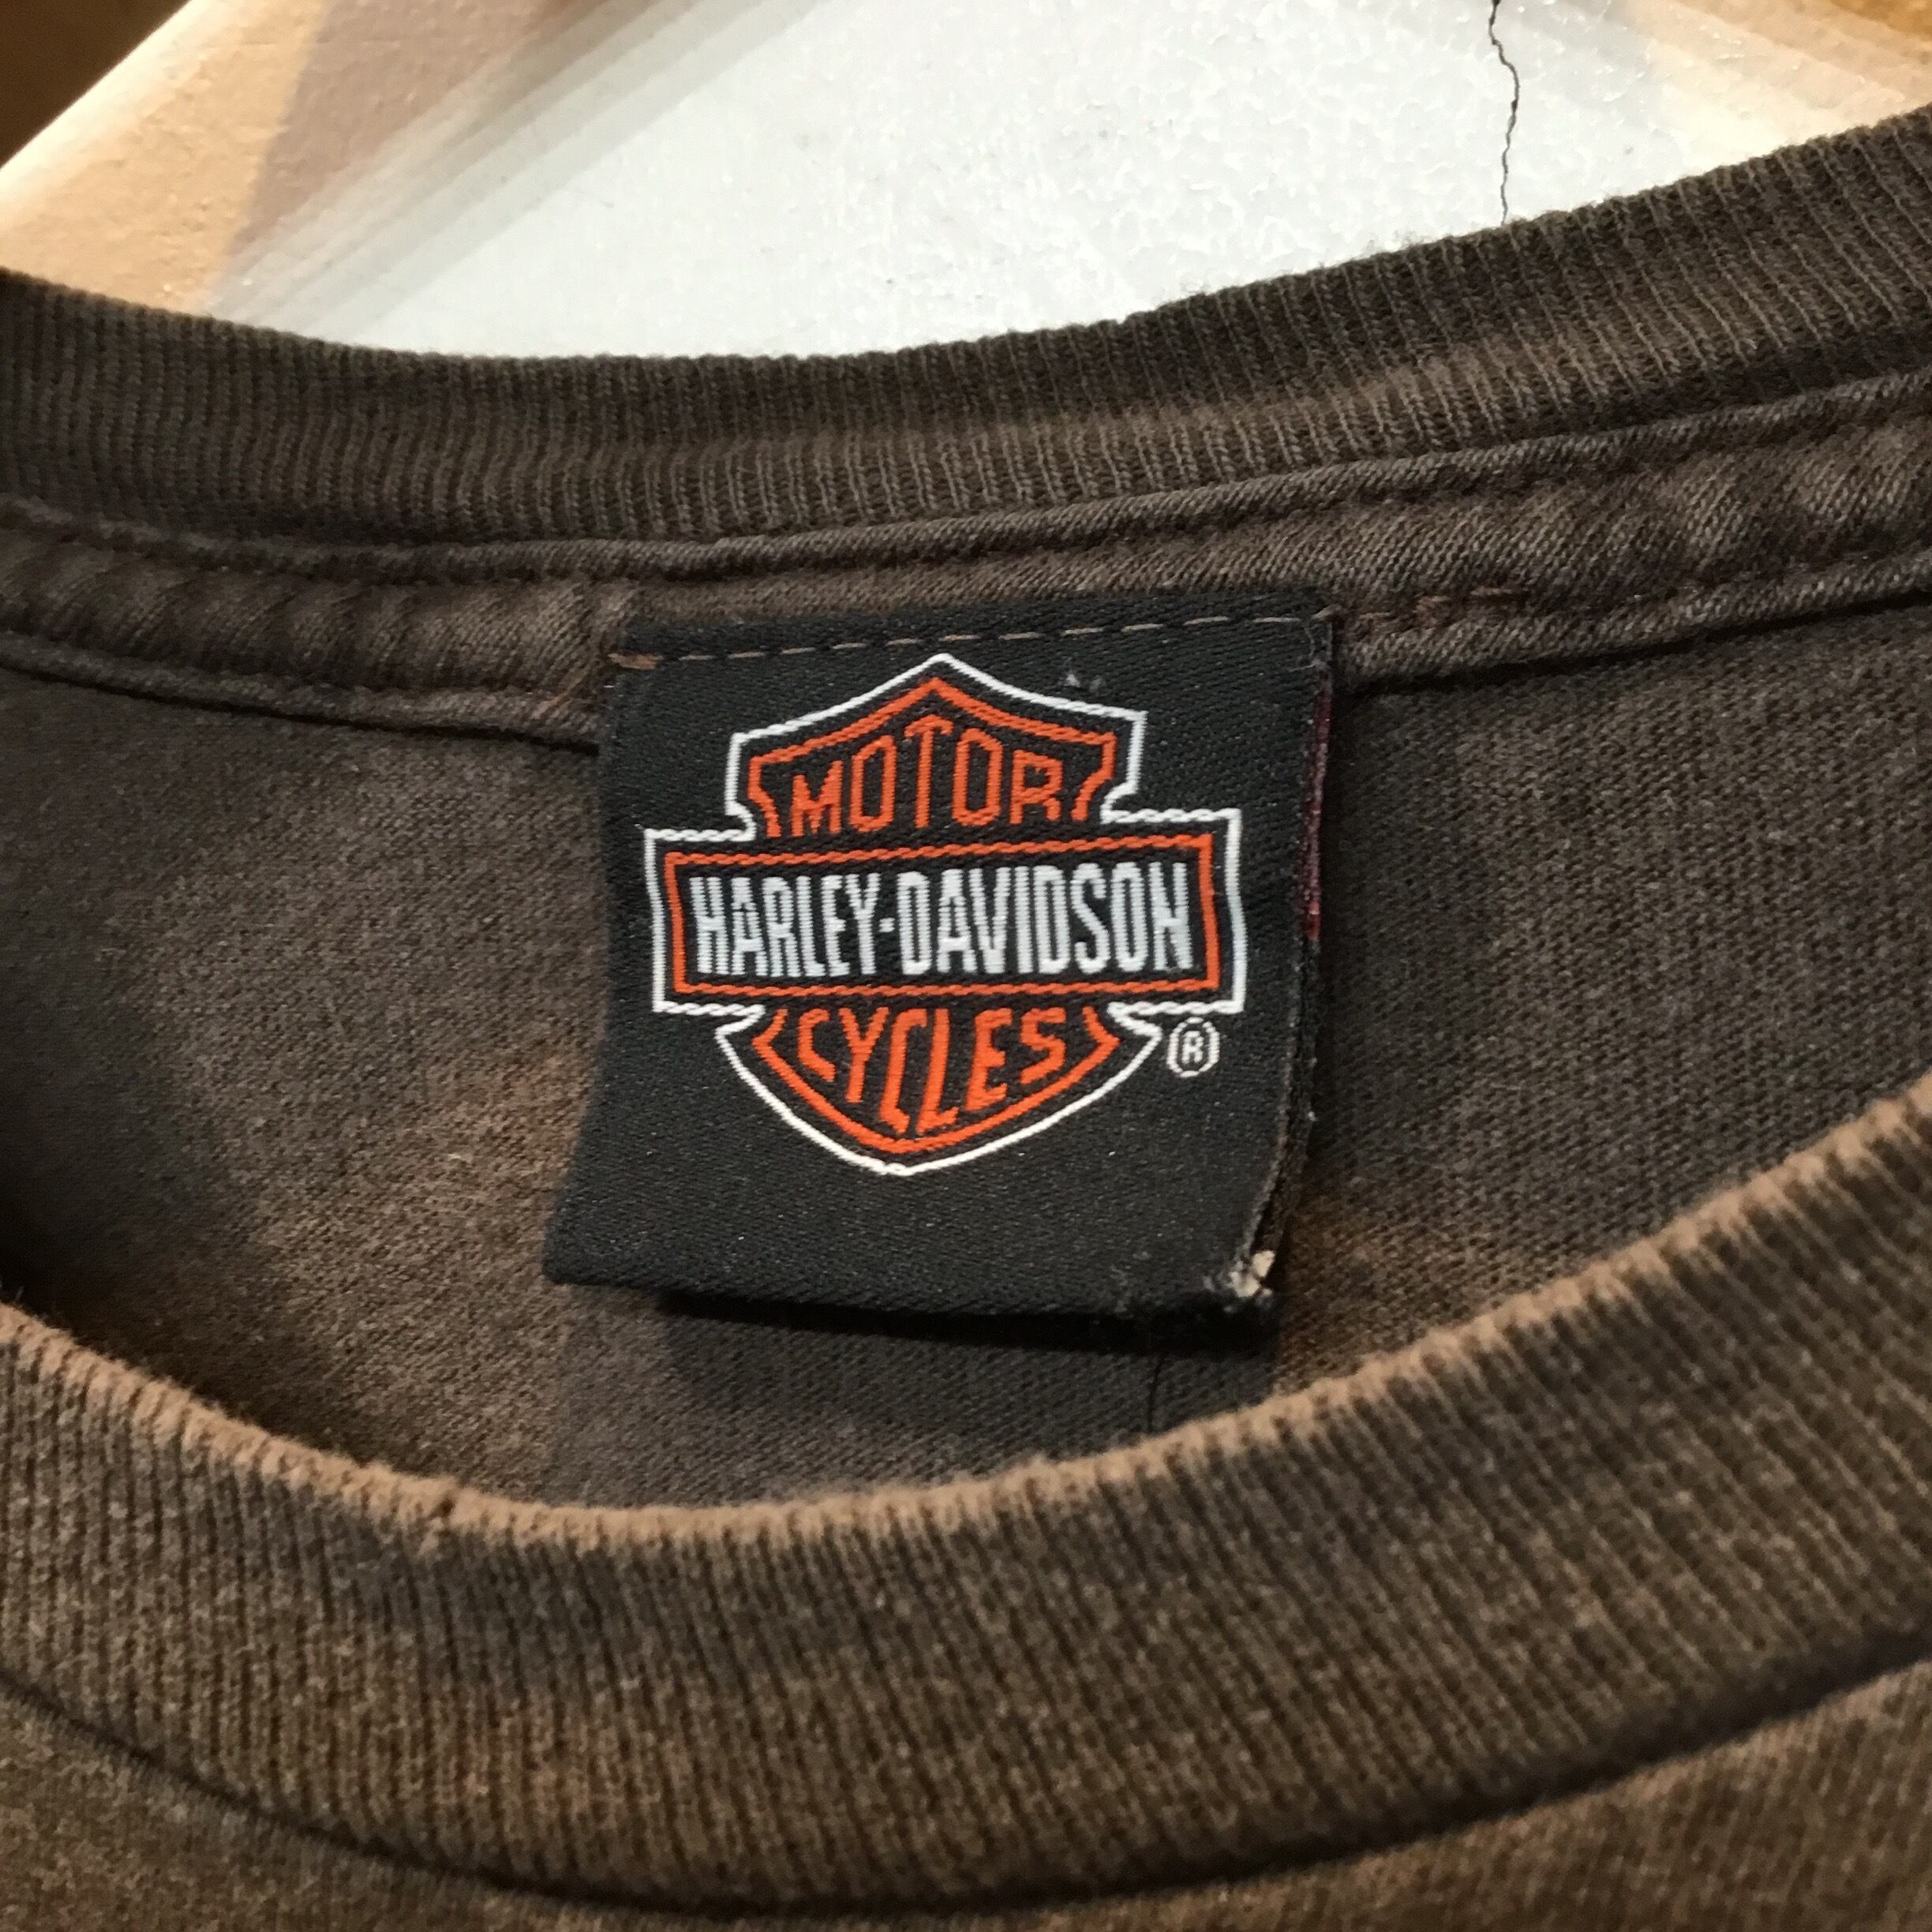 MOTOR
HARLEY-DAVIDSON
CYCLES
®